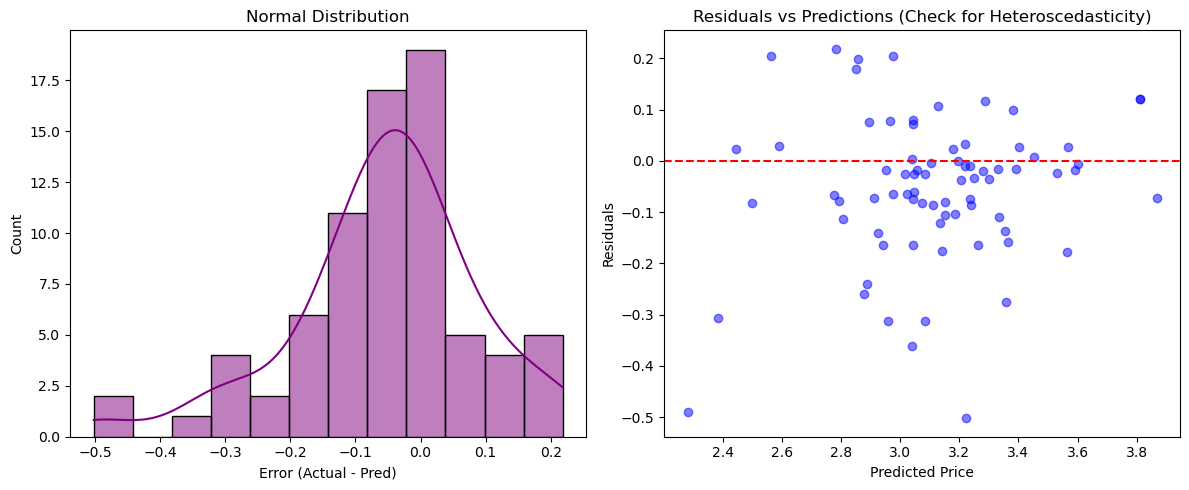 Normal Distribution
Count
17.5
15.0
12.5
10.0
7.5
5.0
2.5
0.0
−0.5 −0.4 −0.3 −0.2 −0.1 0.0 0.1 0.2
Error (Actual - Pred)
Residuals vs Predictions (Check for Heteroscedasticity)
Residuals
0.2
0.1
0.0
−0.1
−0.2
−0.3
−0.4
−0.5
2.4 2.6 2.8 3.0 3.2 3.4 3.6 3.8
Predicted Price